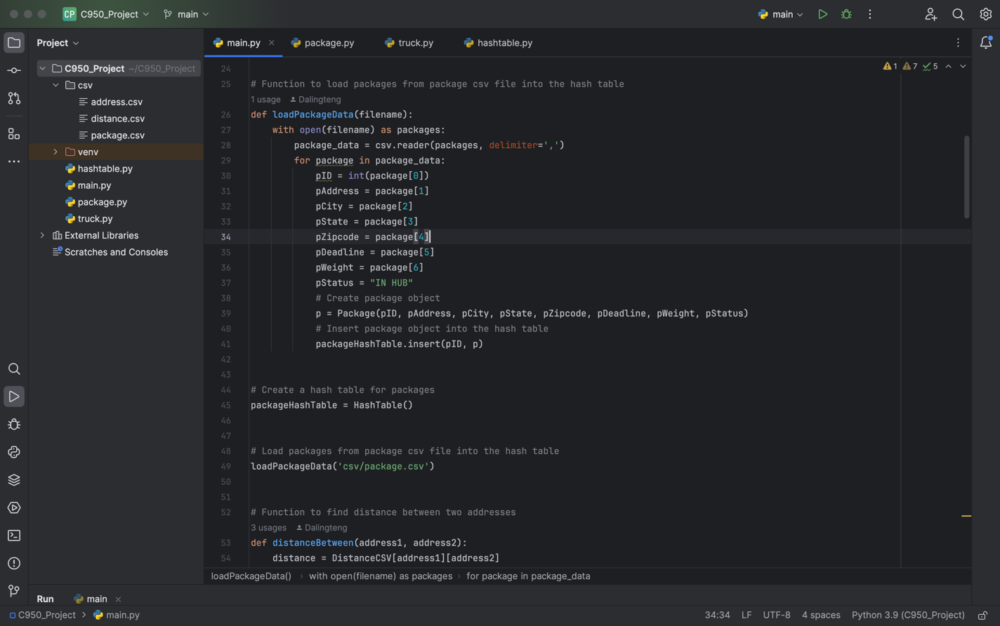 CP C950_Project main main
Project
main.py package.py truck.py hashtable.py
C950_Project ~/C950_Project
csv
address.csv
distance.csv
package.csv
venv
hashtable.py
main.py
package.py
truck.py
External Libraries
Scratches and Consoles
1 7 5
24
25 # Function to load packages from package csv file into the hash table
1 usage Dalingteng
26 def loadPackageData(filename):
27 with open(filename) as packages:
28 package_data = csv.reader(packages, delimiter=',')
29 for package in package_data:
30 pID = int(package[0])
31 pAddress = package[1]
32 pCity = package[2]
33 pState = package[3]
34 pZipcode = package[4]
35 pDeadline = package[5]
36 pWeight = package[6]
37 pStatus = "IN HUB"
38 # Create package object
39 p = Package(pID, pAddress, pCity, pState, pZipcode, pDeadline, pWeight, pStatus)
40 # Insert package object into the hash table
41 packageHashTable.insert(pID, p)
42
43
44 # Create a hash table for packages
45 packageHashTable = HashTable()
46
47
48 # Load packages from package csv file into the hash table
49 loadPackageData('csv/package.csv')
50
51
52 # Function to find distance between two addresses
3 usages Dalingteng
53 def distanceBetween(address1, address2):
54 distance = DistanceCSV[address1][address2]
loadPackageData() › with open(filename) as packages › for package in package_data
Run main
C950_Project > main.py 34:34 LF UTF-8 4 spaces Python 3.9 (C950_Project)